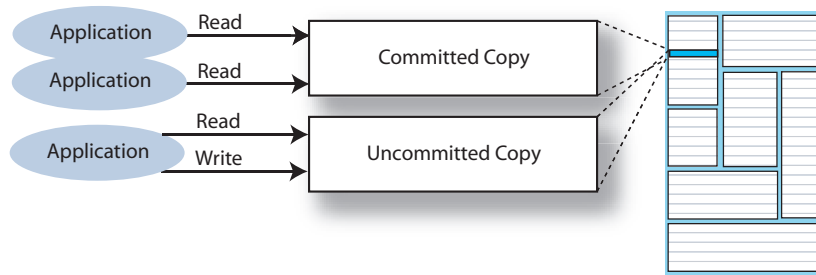 Application
Read
Committed Copy
Application
Read
Application
Read
Write
Uncommitted Copy